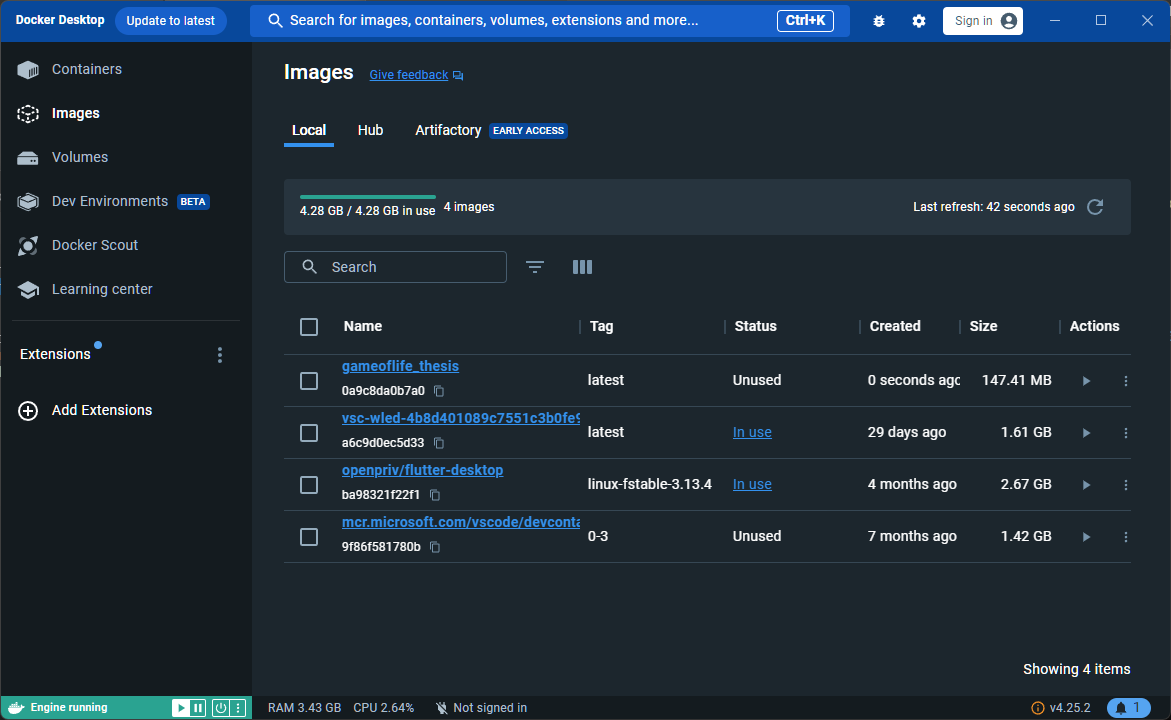 Docker Desktop Update to latest Search for images, containers, volumes, extensions and more... Ctrl+K Sign in
Containers
Images
Volumes
Dev Environments BETA
Docker Scout
Learning center
Extensions
Add Extensions
Images Give feedback
Local Hub Artifactory EARLY ACCESS
4.28 GB / 4.28 GB in use 4 images Last refresh: 42 seconds ago
Search
Name Tag Status Created Size Actions
gameoflife_thesis
0a9c8da0b7a0 latest Unused 0 seconds agc 147.41 MB
vsc-wled-4b8d401089c7551c3b0fe9
a6c9d0ec5d33 latest In use 29 days ago 1.61 GB
openpriv/flutter-desktop
ba98321f22f1 linux-fstable-3.13.4 In use 4 months ago 2.67 GB
mcr.microsoft.com/vscode/devconta
9f86f581780b 0-3 Unused 7 months ago 1.42 GB
Showing 4 items
Engine running RAM 3.43 GB CPU 2.64% Not signed in v4.25.2 1